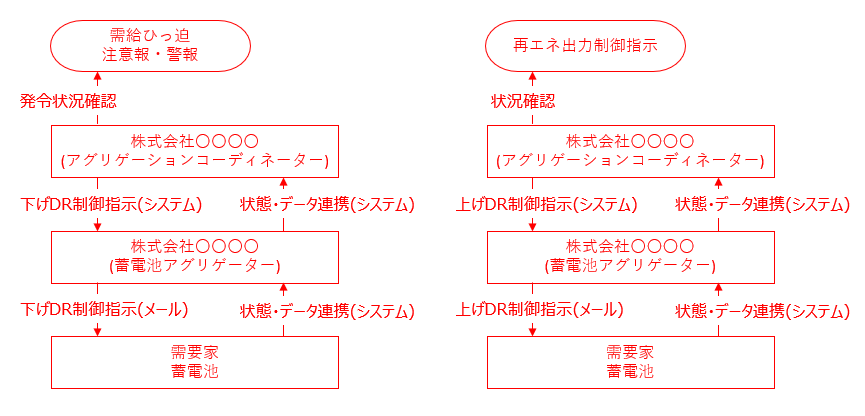 需給ひっ迫
注意報・警報
発令状況確認
株式会社〇〇〇〇
(アグリゲーションコーディネーター)
下げDR制御指示(システム)
状態・データ連携(システム)
株式会社〇〇〇〇
(蓄電池アグリゲーター)
下げDR制御指示(メール)
状態・データ連携(システム)
需要家
蓄電池
再エネ出力制御指示
状況確認
株式会社〇〇〇〇
(アグリゲーションコーディネーター)
上げDR制御指示(システム)
状態・データ連携(システム)
株式会社〇〇〇〇
(蓄電池アグリゲーター)
上げDR制御指示(メール)
状態・データ連携(システム)
需要家
蓄電池